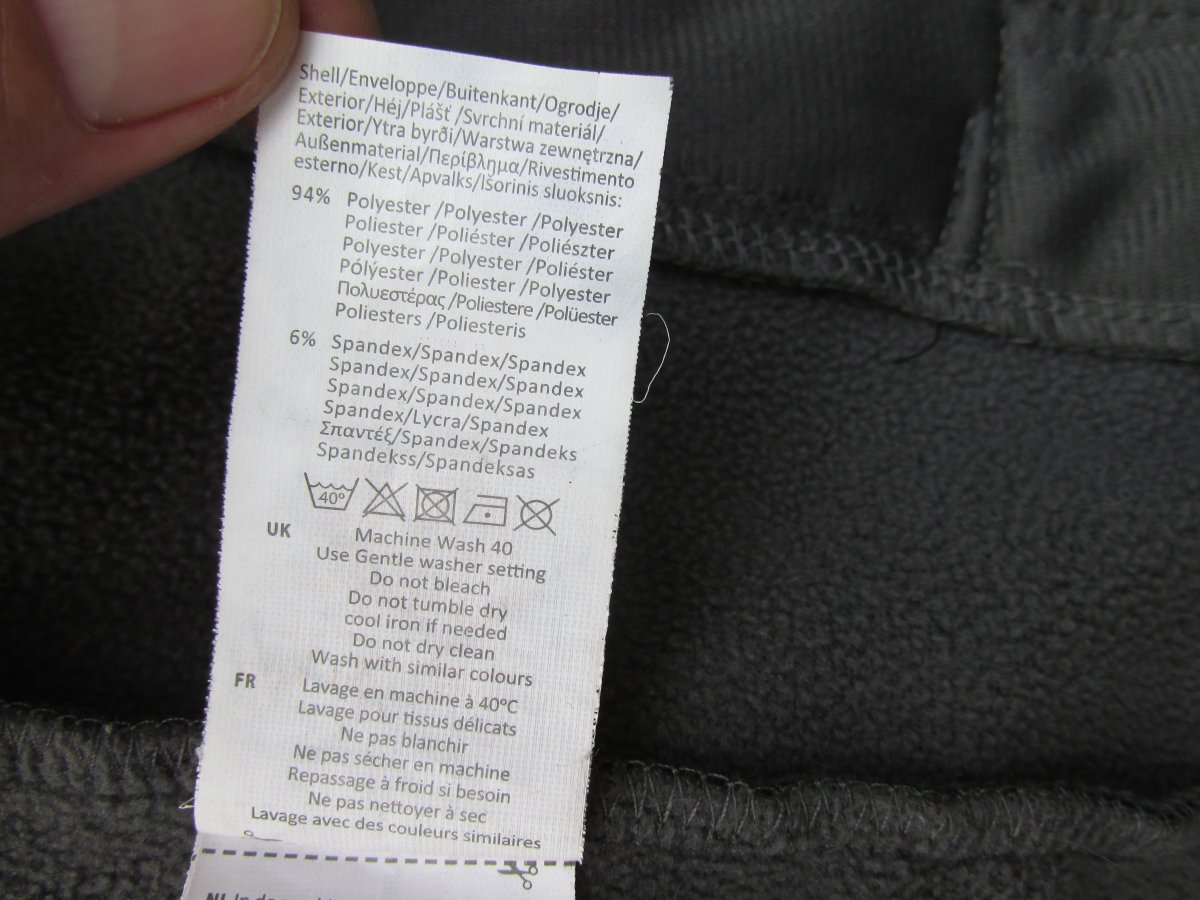 Shell/Enveloppe/Buitenkant/Ogrodje/
Exterior/Héj/Plášť /Svrchní materiál/
Exterior/Ytra byrði/Warstwa zewnętrzna/
Außenmaterial/Περίβλημα/Rivestimento
esterno/Kest/Apvalks/Išorinis sluoksnis:
94% Polyester /Polyester /Polyester
Poliester /Poliéster /Poliészter
Polyester /Polyester /Poliéster
Pólýester /Poliester /Polyester
Πολυεστέρας /Poliestere /Polüester
Poliesters /Poliesteris
6% Spandex/Spandex/Spandex
Spandex/Spandex/Spandex
Spandex/Spandex/Spandex
Spandex/Lycra/Spandex
Σπαντέξ/Spandex/Spandeks
Spandekss/Spandeksas
40°
UK Machine Wash 40
Use Gentle washer setting
Do not bleach
Do not tumble dry
cool iron if needed
Do not dry clean
Wash with similar colours
FR Lavage en machine à 40°C
Lavage pour tissus délicats
Ne pas blanchir
Ne pas sécher en machine
Repassage à froid si besoin
Ne pas nettoyer à sec
Lavage avec des couleurs similaires
NL In de